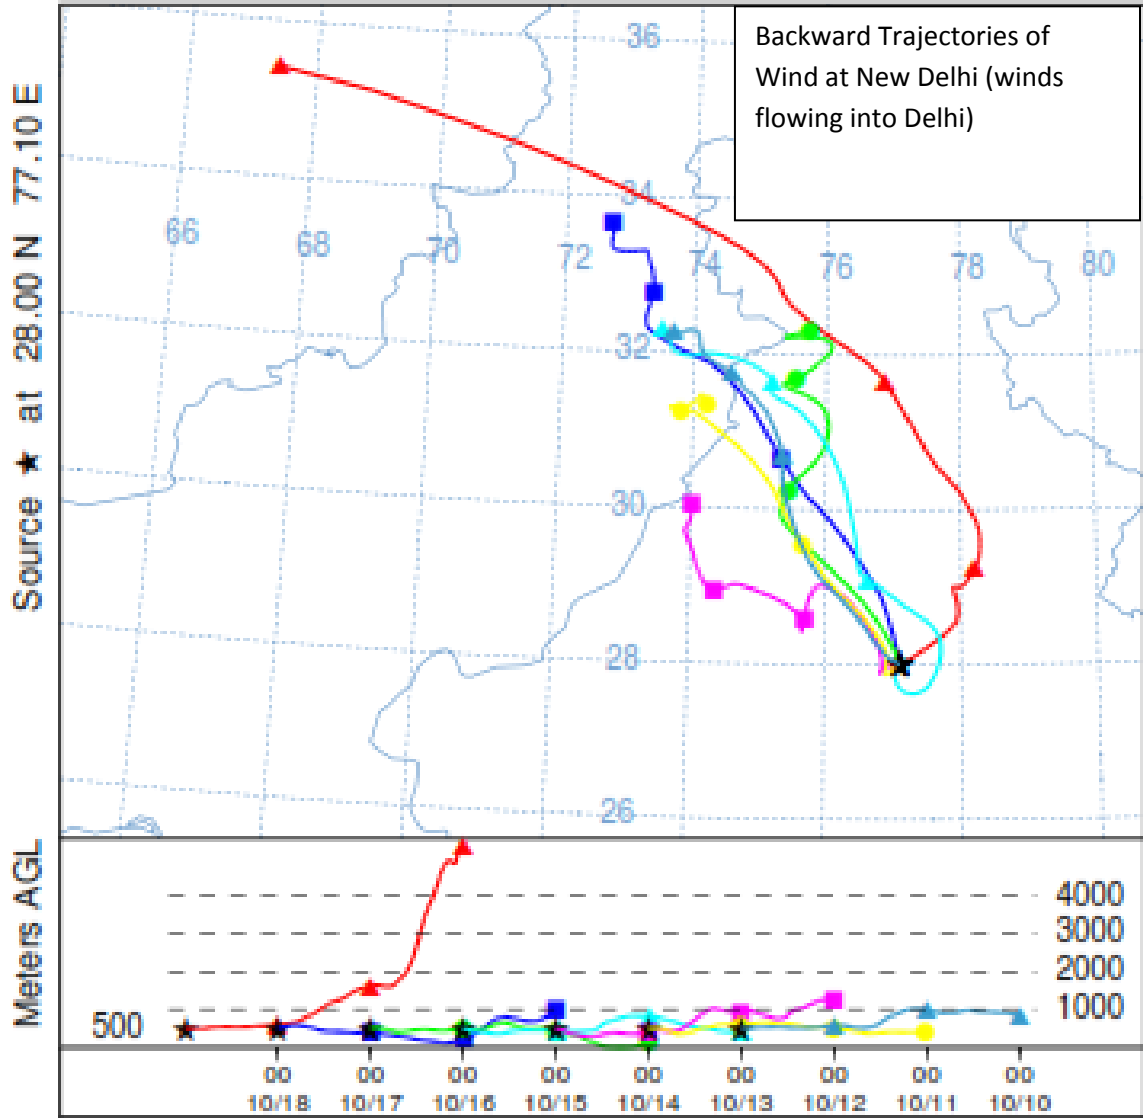 Backward Trajectories of
Wind at New Delhi (winds
flowing into Delhi)
Source ★ at 28.00 N 77.10 E
36
34
66 68 70 72 74 76 78 80
32
30
28
26
Meters AGL
4000
3000
2000
1000
500
00 00 00 00 00 00 00 00 00
10/18 10/17 10/16 10/15 10/14 10/13 10/12 10/11 10/10